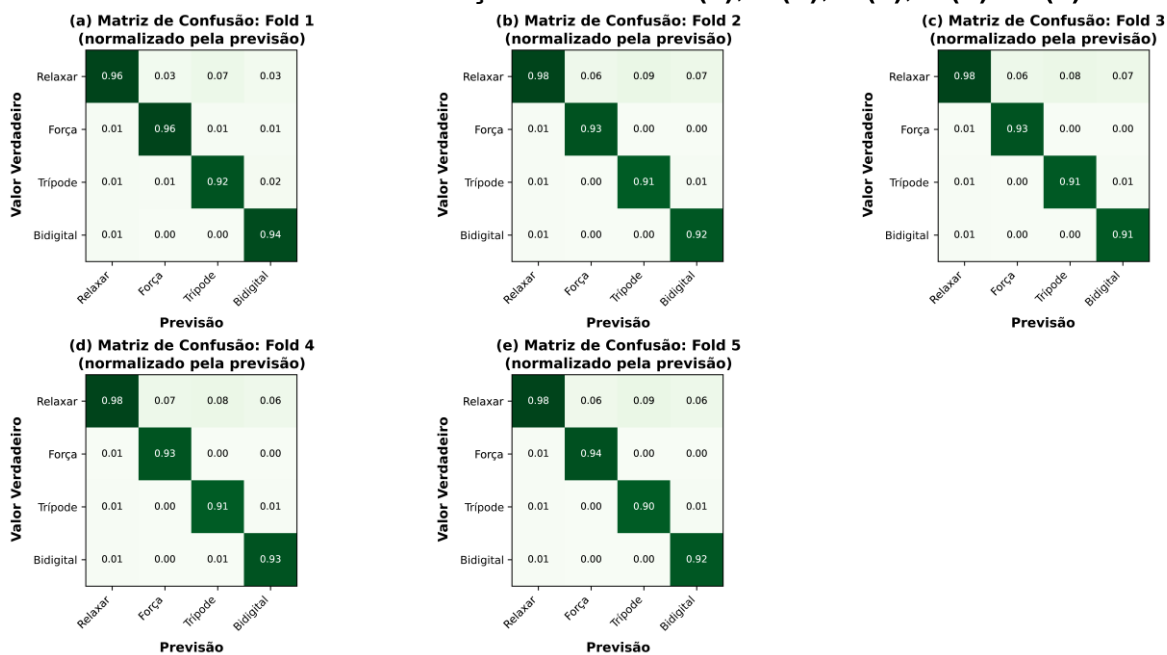 (a) Matriz de Confusão: Fold 1
(normalizado pela previsão)
Valor Verdadeiro
Relaxar 0.96 0.03 0.07 0.03
Força 0.01 0.96 0.01 0.01
Trípode 0.01 0.01 0.92 0.02
Bidigital 0.01 0.00 0.00 0.94
Relaxar Força Trípode Bidigital
Previsão
(b) Matriz de Confusão: Fold 2
(normalizado pela previsão)
Valor Verdadeiro
Relaxar 0.98 0.06 0.09 0.07
Força 0.01 0.93 0.00 0.00
Trípode 0.01 0.00 0.91 0.01
Bidigital 0.01 0.00 0.00 0.92
Relaxar Força Trípode Bidigital
Previsão
(c) Matriz de Confusão: Fold 3
(normalizado pela previsão)
Valor Verdadeiro
Relaxar 0.98 0.06 0.08 0.07
Força 0.01 0.93 0.00 0.00
Trípode 0.01 0.00 0.91 0.01
Bidigital 0.01 0.00 0.00 0.91
Relaxar Força Trípode Bidigital
Previsão
(d) Matriz de Confusão: Fold 4
(normalizado pela previsão)
Valor Verdadeiro
Relaxar 0.98 0.07 0.08 0.06
Força 0.01 0.93 0.00 0.00
Trípode 0.01 0.00 0.91 0.01
Bidigital 0.01 0.00 0.01 0.93
Relaxar Força Trípode Bidigital
Previsão
(e) Matriz de Confusão: Fold 5
(normalizado pela previsão)
Valor Verdadeiro
Relaxar 0.98 0.06 0.09 0.06
Força 0.01 0.94 0.00 0.00
Trípode 0.01 0.00 0.90 0.01
Bidigital 0.01 0.00 0.00 0.92
Relaxar Força Trípode Bidigital
Previsão